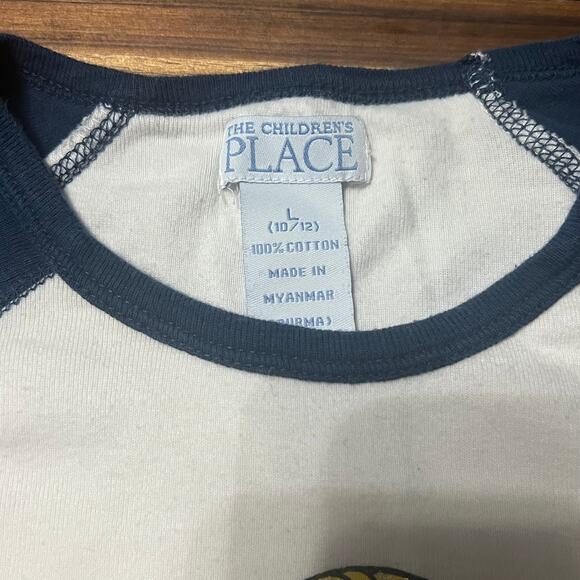 THE CHILDREN'S
PLACE
L
(10/12)
100% COTTON
MADE IN
MYANMAR
BURMA)